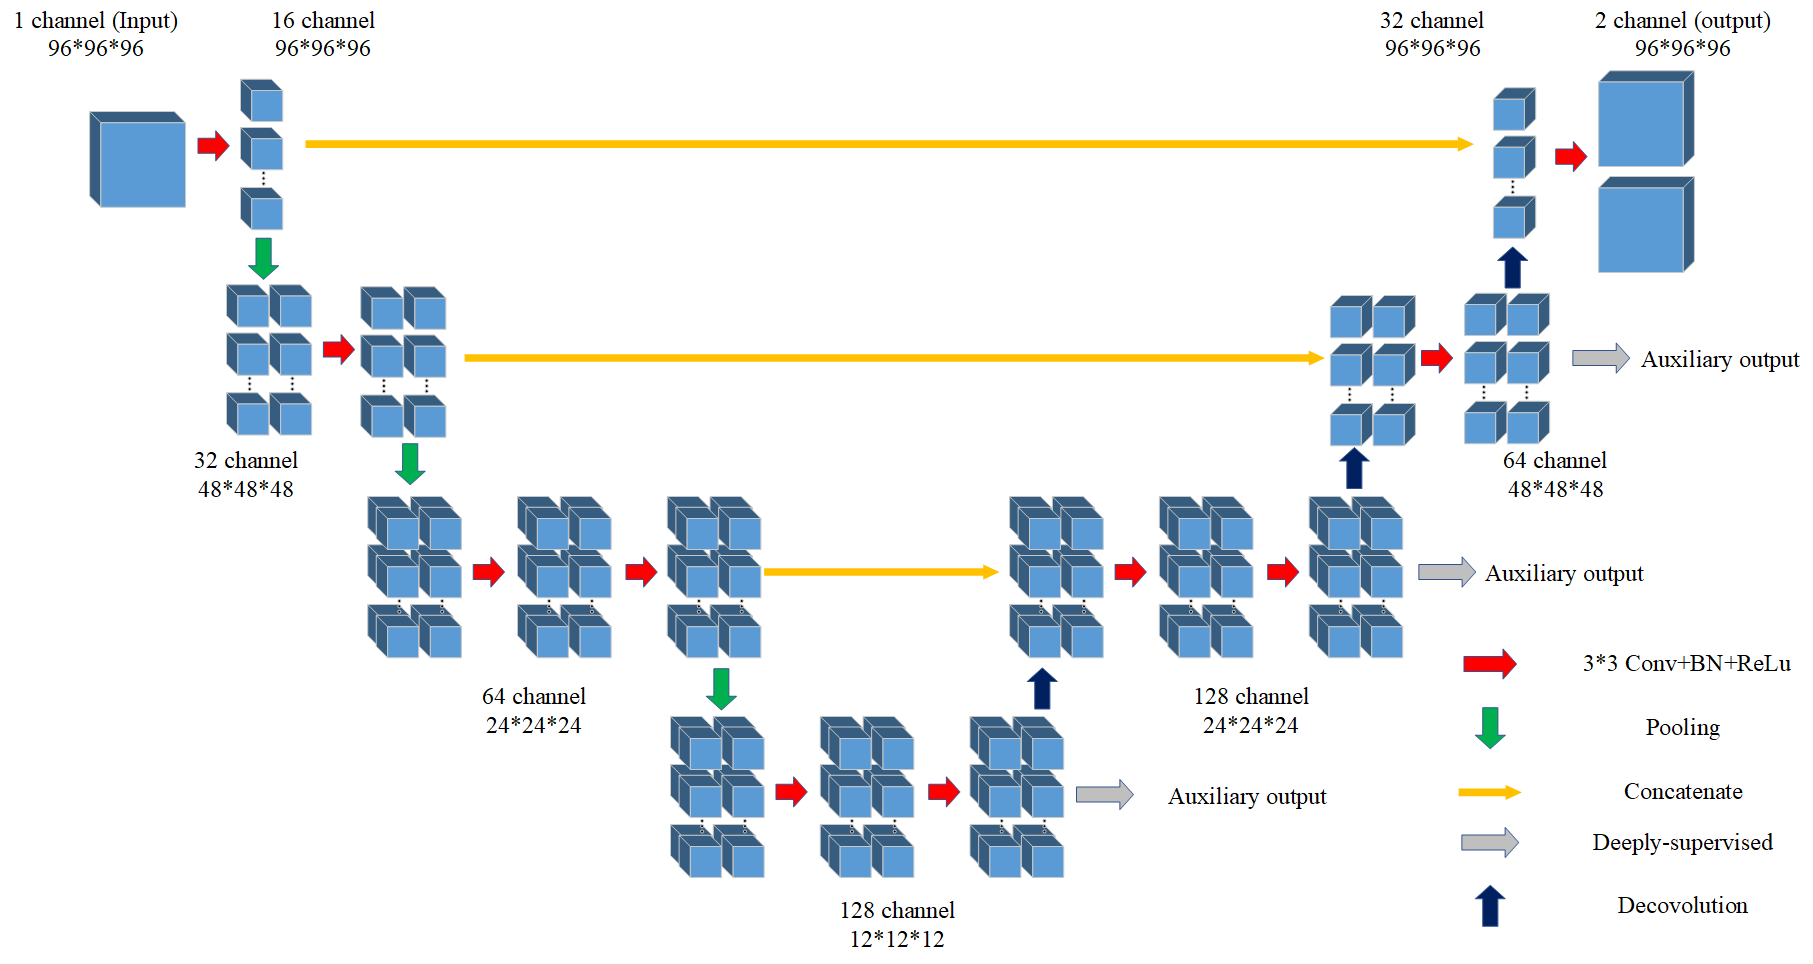 1 channel (Input)
96*96*96
16 channel
96*96*96
32 channel
96*96*96
2 channel (output)
96*96*96
Auxiliary output
32 channel
48*48*48
64 channel
48*48*48
Auxiliary output
64 channel
24*24*24
128 channel
24*24*24
Auxiliary output
128 channel
12*12*12
3*3 Conv+BN+ReLu
Pooling
Concatenate
Deeply-supervised
Decovolution